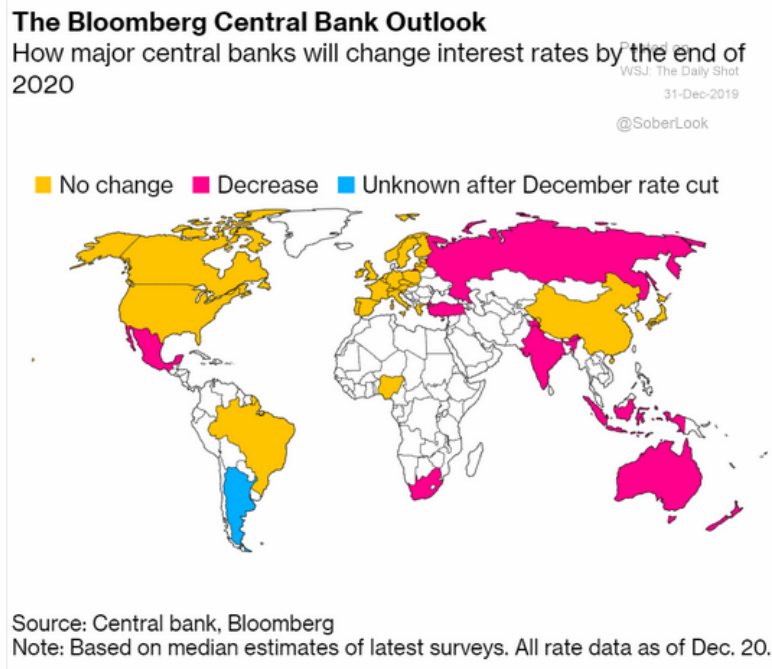 The Bloomberg Central Bank Outlook
How major central banks will change interest rates by the end of
2020
Posted on
WSJ: The Daily Shot
31-Dec-2019
@SoberLook
No change Decrease Unknown after December rate cut
Source: Central bank, Bloomberg
Note: Based on median estimates of latest surveys. All rate data as of Dec. 20.